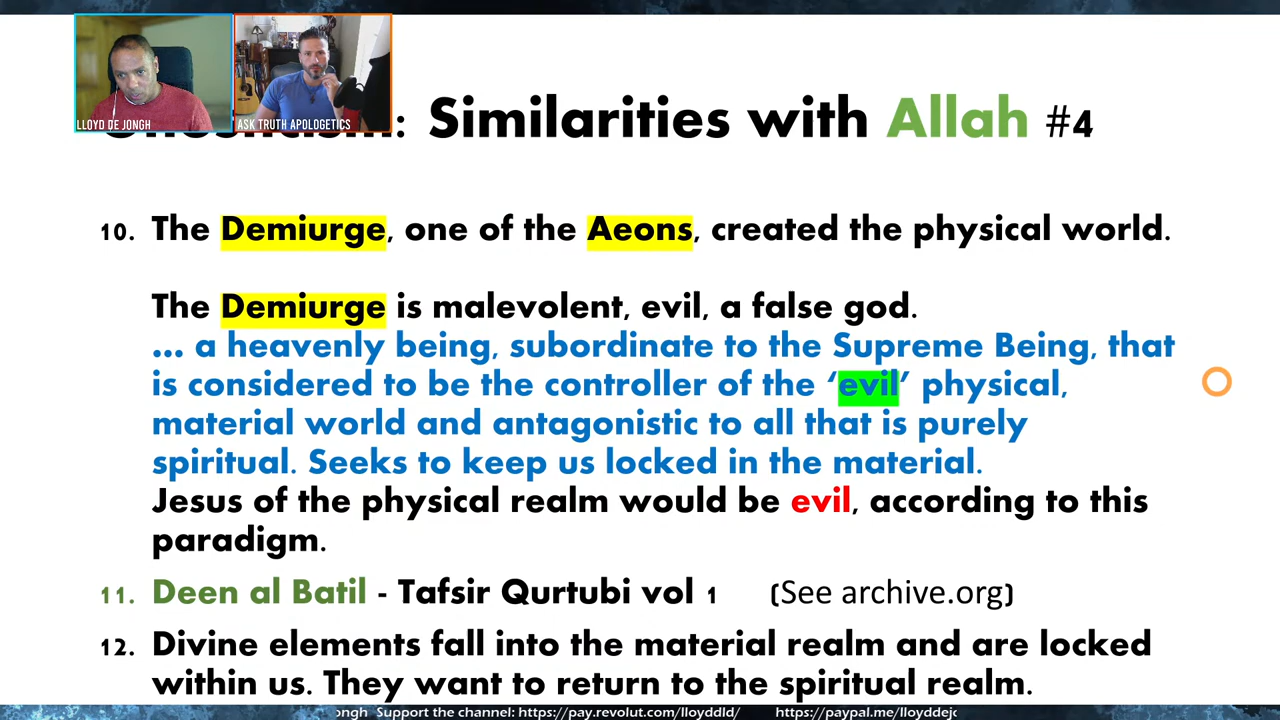 LLOYD DE JONGH
ASK TRUTH APOLOGETICS
: Similarities with Allah #4
10. The Demiurge, one of the Aeons, created the physical world.
The Demiurge is malevolent, evil, a false god.
... a heavenly being, subordinate to the Supreme Being, that
is considered to be the controller of the ‘evil’ physical,
material world and antagonistic to all that is purely
spiritual. Seeks to keep us locked in the material.
Jesus of the physical realm would be evil, according to this
paradigm.
11. Deen al Batil - Tafsir Qurtubi vol 1 (See archive.org)
12. Divine elements fall into the material realm and are locked
within us. They want to return to the spiritual realm.
ongh Support the channel: https://pay.revolut.com/lloyddld/ https://paypal.me/lloyddejo